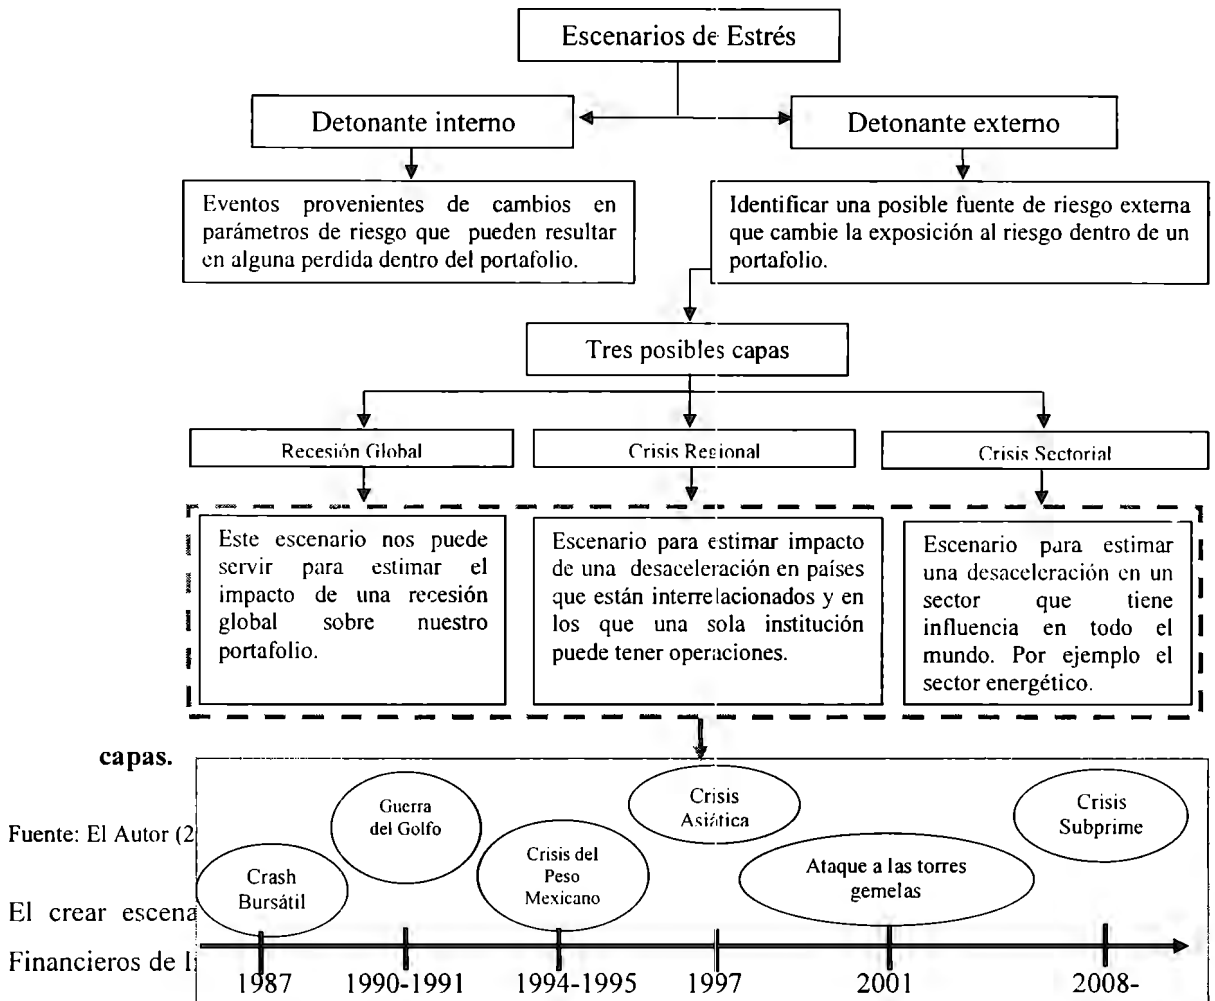 Escenarios de Estrés
Detonante interno
Detonante externo
Eventos provenientes de cambios en
parámetros de riesgo que pueden resultar
en alguna perdida dentro del portafolio.
Identificar una posible fuente de riesgo externa
que cambie la exposición al riesgo dentro de un
portafolio.
Tres posibles capas
Recesión Global
Crisis Regional
Crisis Sectorial
Este escenario nos puede
servir para estimar el
impacto de una recesión
global sobre nuestro
portafolio.
Escenario para estimar impacto
de una desaceleración en países
que están interrelacionados y en
los que una sola institución
puede tener operaciones.
Escenario para estimar
una desaceleración en un
sector que tiene
influencia en todo el
mundo. Por ejemplo el
sector energético.
capas.
Fuente: El Autor (2
El crear escena
Financieros de
Crash
Bursátil
Guerra
del Golfo
Crisis del
Peso
Mexicano
Crisis
Asiática
Ataque a las torres
gemelas
Crisis
Subprime
1987
1990-1991
1994-1995
1997
2001
2008-